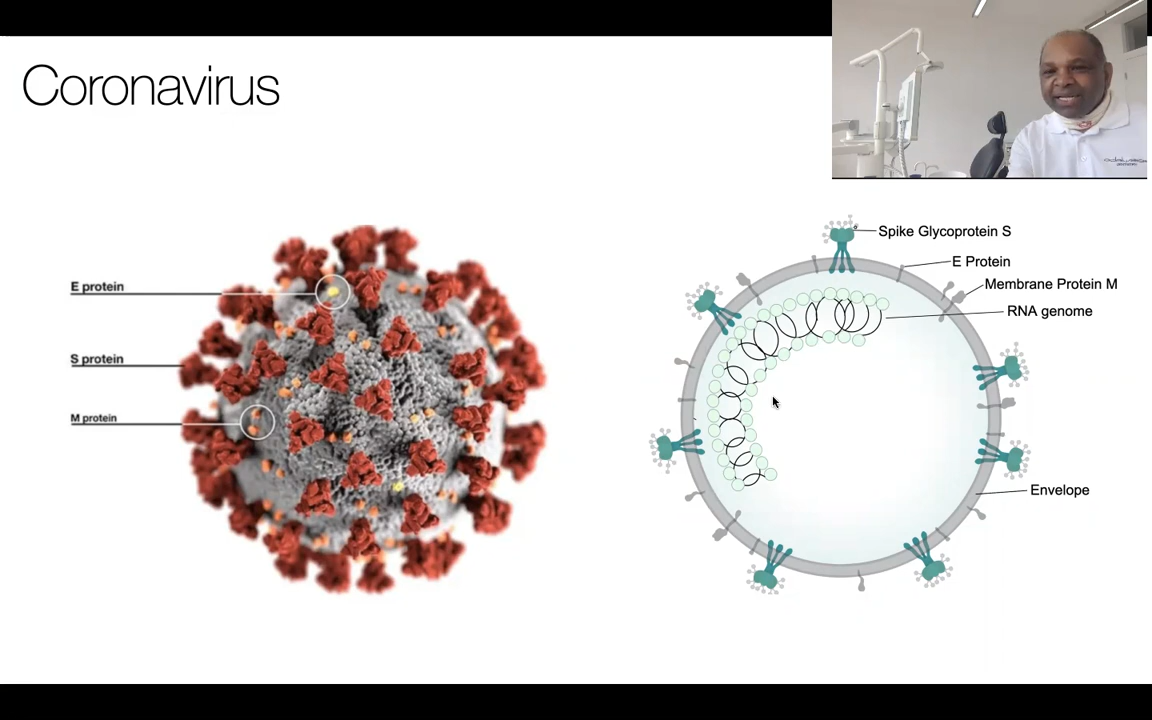 Coronavirus
E protein
S protein
M protein
Spike Glycoprotein S
E Protein
Membrane Protein M
RNA genome
Envelope